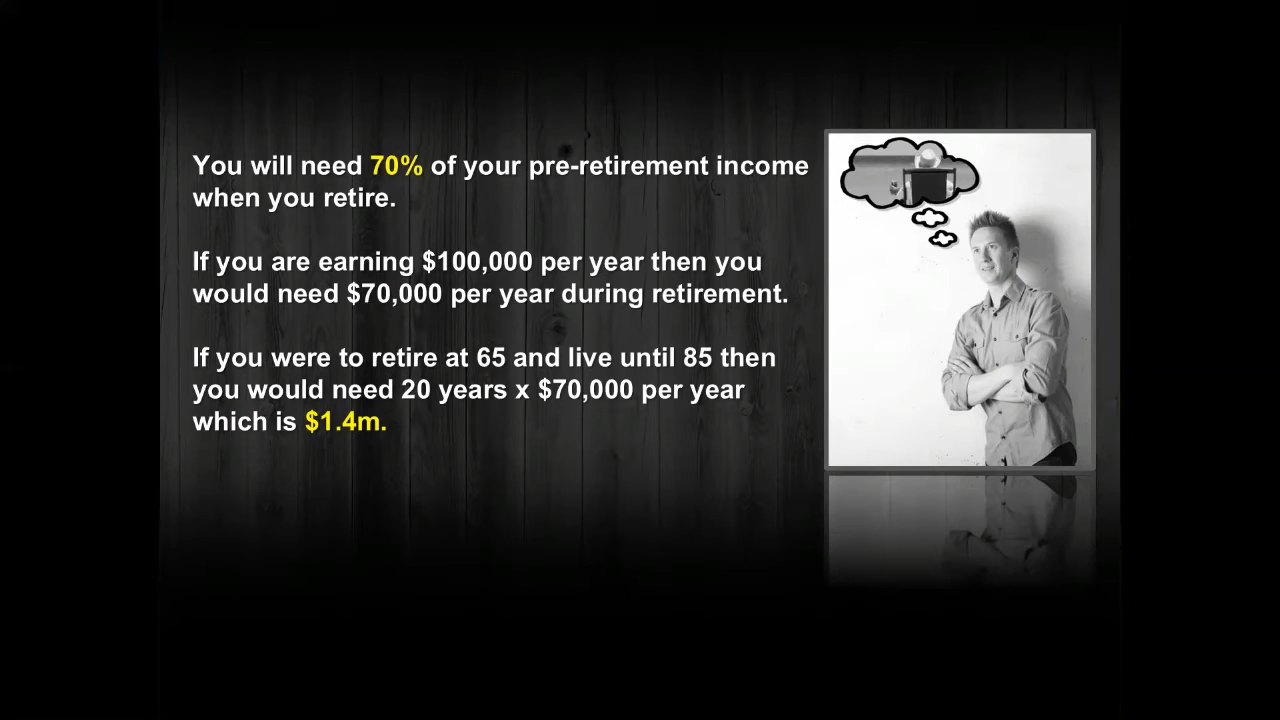 You will need 70% of your pre-retirement income
when you retire.
If you are earning $100,000 per year then you
would need $70,000 per year during retirement.
If you were to retire at 65 and live until 85 then
you would need 20 years x $70,000 per year
which is $1.4m.